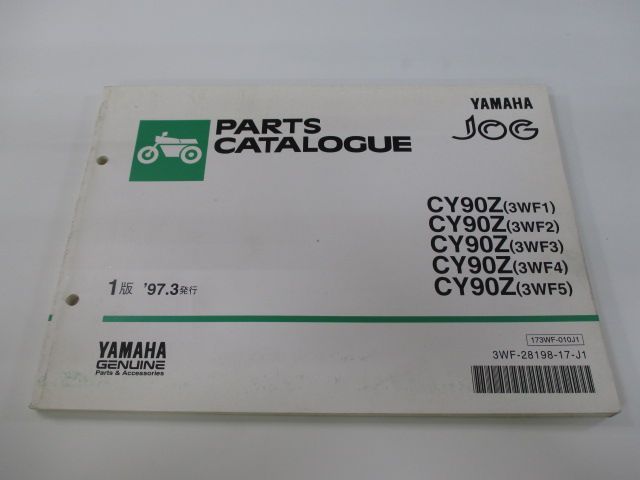 YAMAHA
JOG
PARTS
CATALOGUE
CY90Z(3WF1)
CY90Z(3WF2)
CY90Z(3WF3)
CY90Z(3WF4)
CY90Z(3WF5)
1版 '97.3発行
173WF-010J1
3WF-28198-17-J1
YAMAHA
GENUINE
Parts & Accessories